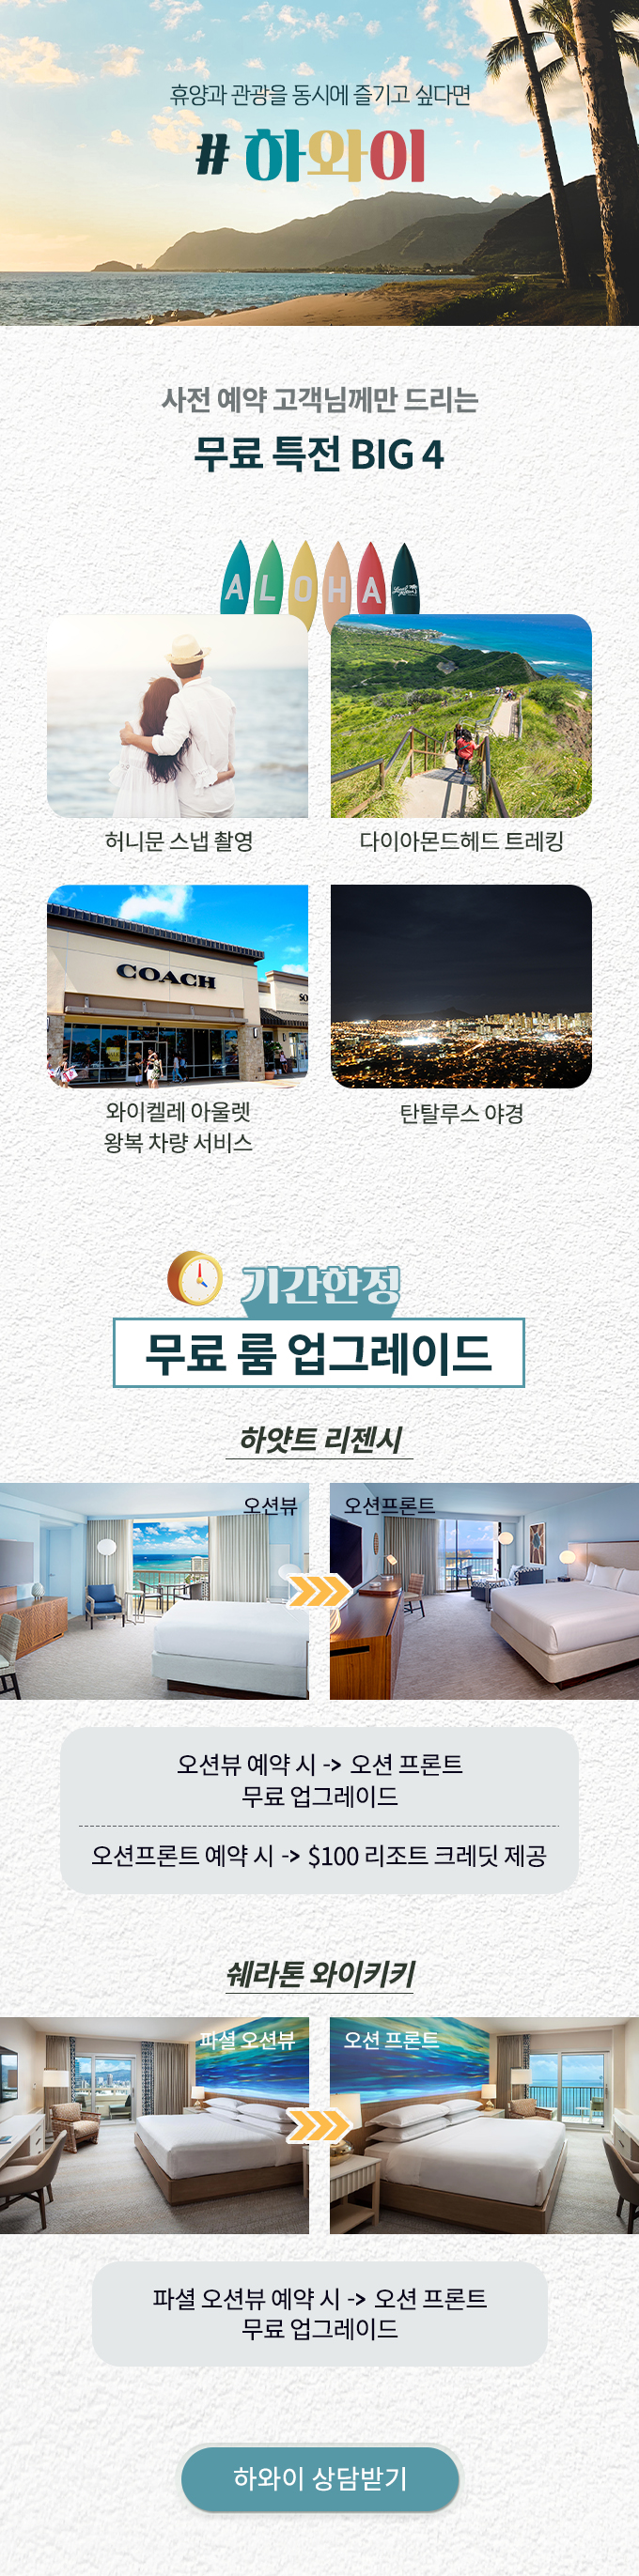 휴양과 관광을 동시에 즐기고 싶다면
# 하와이
사전 예약 고객님께만 드리는
무료 특전 BIG 4
ALOHA
허니문 스냅 촬영
다이아몬드헤드 트레킹
COACH
와이켈레 아울렛
왕복 차량 서비스
탄탈루스 야경
기간한정
무료 룸 업그레이드
하얏트 리젠시
오션뷰
오션프론트
오션뷰 예약 시 -> 오션 프론트
무료 업그레이드
오션프론트 예약 시 -> $100 리조트 크레딧 제공
쉐라톤 와이키키
파셜 오션뷰
오션 프론트
파셜 오션뷰 예약 시 -> 오션 프론트
무료 업그레이드
하와이 상담받기